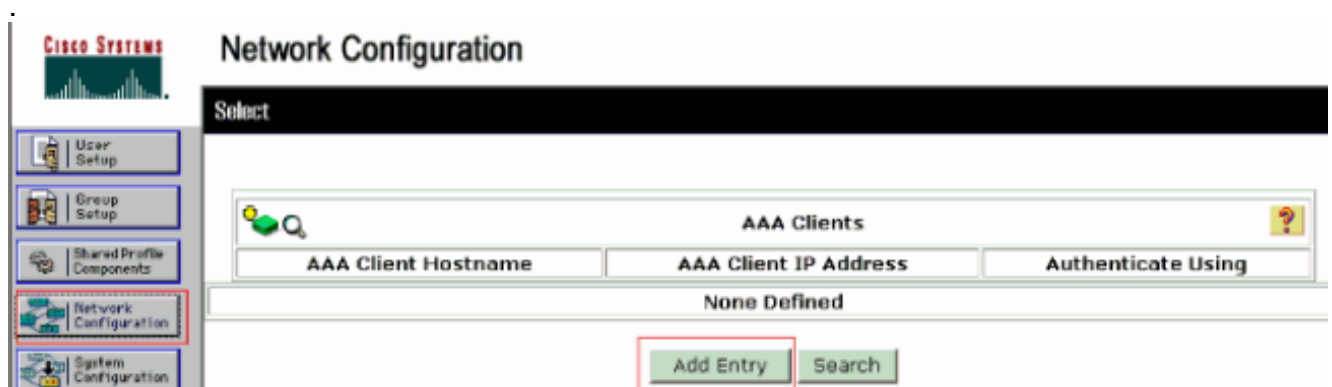 .
CISCO SYSTEMS
Network Configuration
Select
User
Setup
Group
Setup
Shared Profile
Components
Network
Configuration
System
Configuration
AAA Clients
?
AAA Client Hostname
AAA Client IP Address
Authenticate Using
None Defined
Add Entry
Search